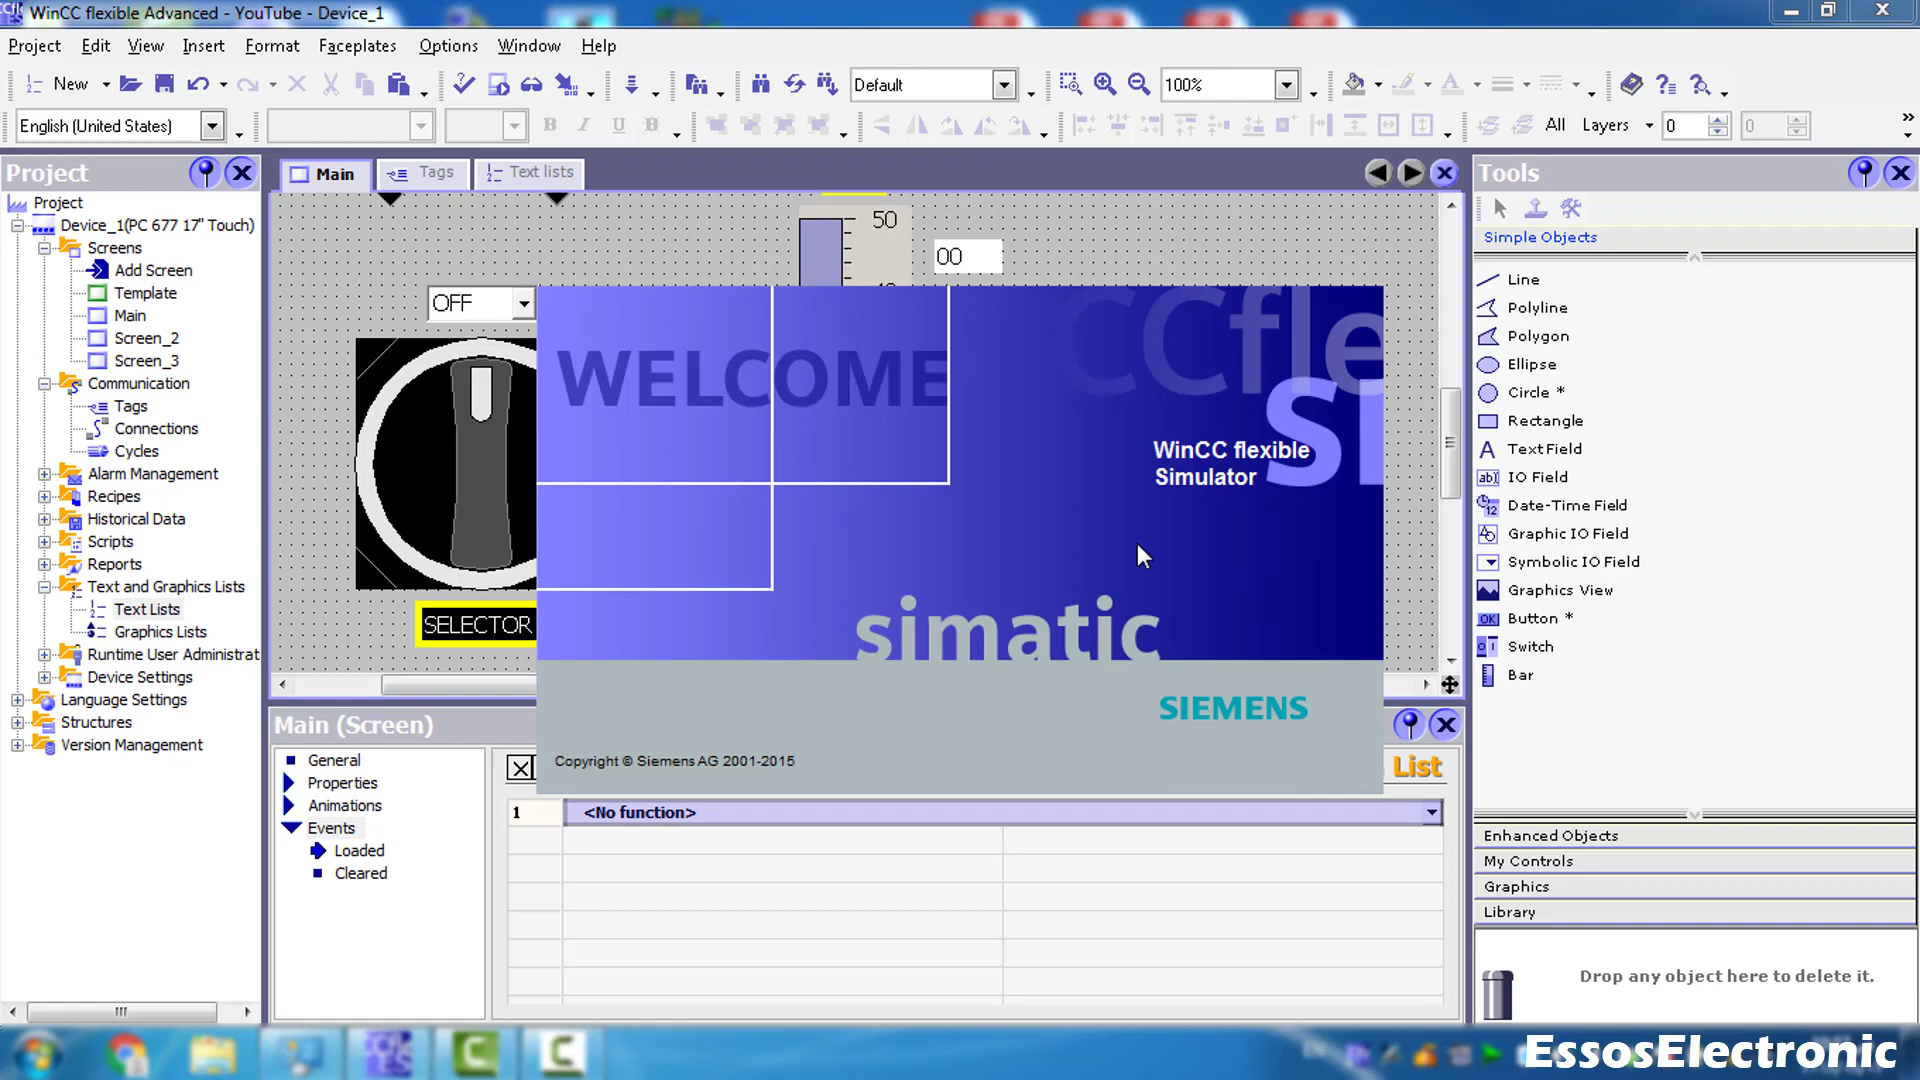 WinCC flexible Advanced - YouTube - Device_1
Project Edit View Insert Format Faceplates Options Window Help
New Default 100%
English (United States) B I U B All Layers 0 0
Project
Project
Device_1(PC 677 17" Touch)
Screens
Add Screen
Template
Main
Screen_2
Screen_3
Communication
Tags
Connections
Cycles
Alarm Management
Recipes
Historical Data
Scripts
Reports
Text and Graphics Lists
Text Lists
Graphics Lists
Runtime User Administrat
Device Settings
Language Settings
Structures
Version Management
Main Tags Text lists
50
00
OFF
SELECTOR
WELCOME
CCfle
Si
WinCC flexible
Simulator
simatic
SIEMENS
Copyright © Siemens AG 2001-2015
Main (Screen)
General
Properties
Animations
Events
Loaded
Cleared
List
1 <No function>
Tools
Simple Objects
Line
Polyline
Polygon
Ellipse
Circle *
Rectangle
A Text Field
IO Field
Date-Time Field
Graphic IO Field
Symbolic IO Field
Graphics View
OK Button *
Switch
Bar
Enhanced Objects
My Controls
Graphics
Library
Drop any object here to delete it.
EssosElectronic